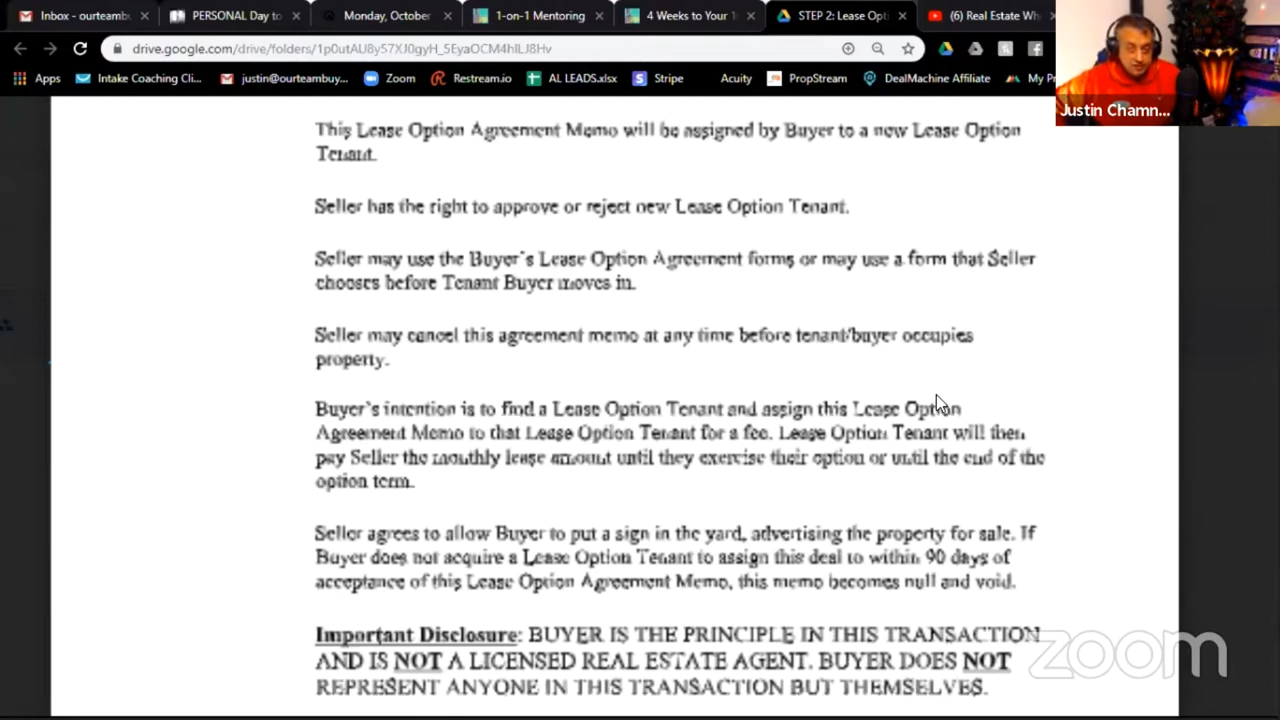 Inbox - ourteamb
PERSONAL Day to
Monday, October
1-on-1 Mentoring
4 Weeks to Your 1
STEP 2: Lease Opti
(6) Real Estate Wh
drive.google.com/drive/folders/1p0utAU8y57XJ0gyH_5EyaOCM4hlLJ8Hv
Apps
Intake Coaching Cli...
justin@ourteambuy...
Zoom
Restream.io
AL LEADS.xlsx
Stripe
Acuity
PropStream
DealMachine Affiliate
My Pr
Justin Chamn...
This Lease Option Agreement Memo will be assigned by Buyer to a new Lease Option
Tenant.
Seller has the right to approve or reject new Lease Option Tenant.
Seller may use the Buyer's Lease Option Agreement forms or may use a form that Seller
chooses before Tenant Buyer moves in.
Seller may cancel this agreement memo at any time before tenant/buyer occupies
property.
Buyer's intention is to find a Lease Option Tenant and assign this Lease Option
Agreement Memo to that Lease Option Tenant for a fee. Lease Option Tenant will then
pay Seller the monthly lease amount until they exercise their option or until the end of the
option term.
Seller agrees to allow Buyer to put a sign in the yard, advertising the property for sale. If
Buyer does not acquire a Lease Option Tenant to assign this deal to within 90 days of
acceptance of this Lease Option Agreement Memo, this memo becomes null and void.
Important Disclosure: BUYER IS THE PRINCIPLE IN THIS TRANSACTION
AND IS NOT A LICENSED REAL ESTATE AGENT. BUYER DOES NOT
REPRESENT ANYONE IN THIS TRANSACTION BUT THEMSELVES.
zoom